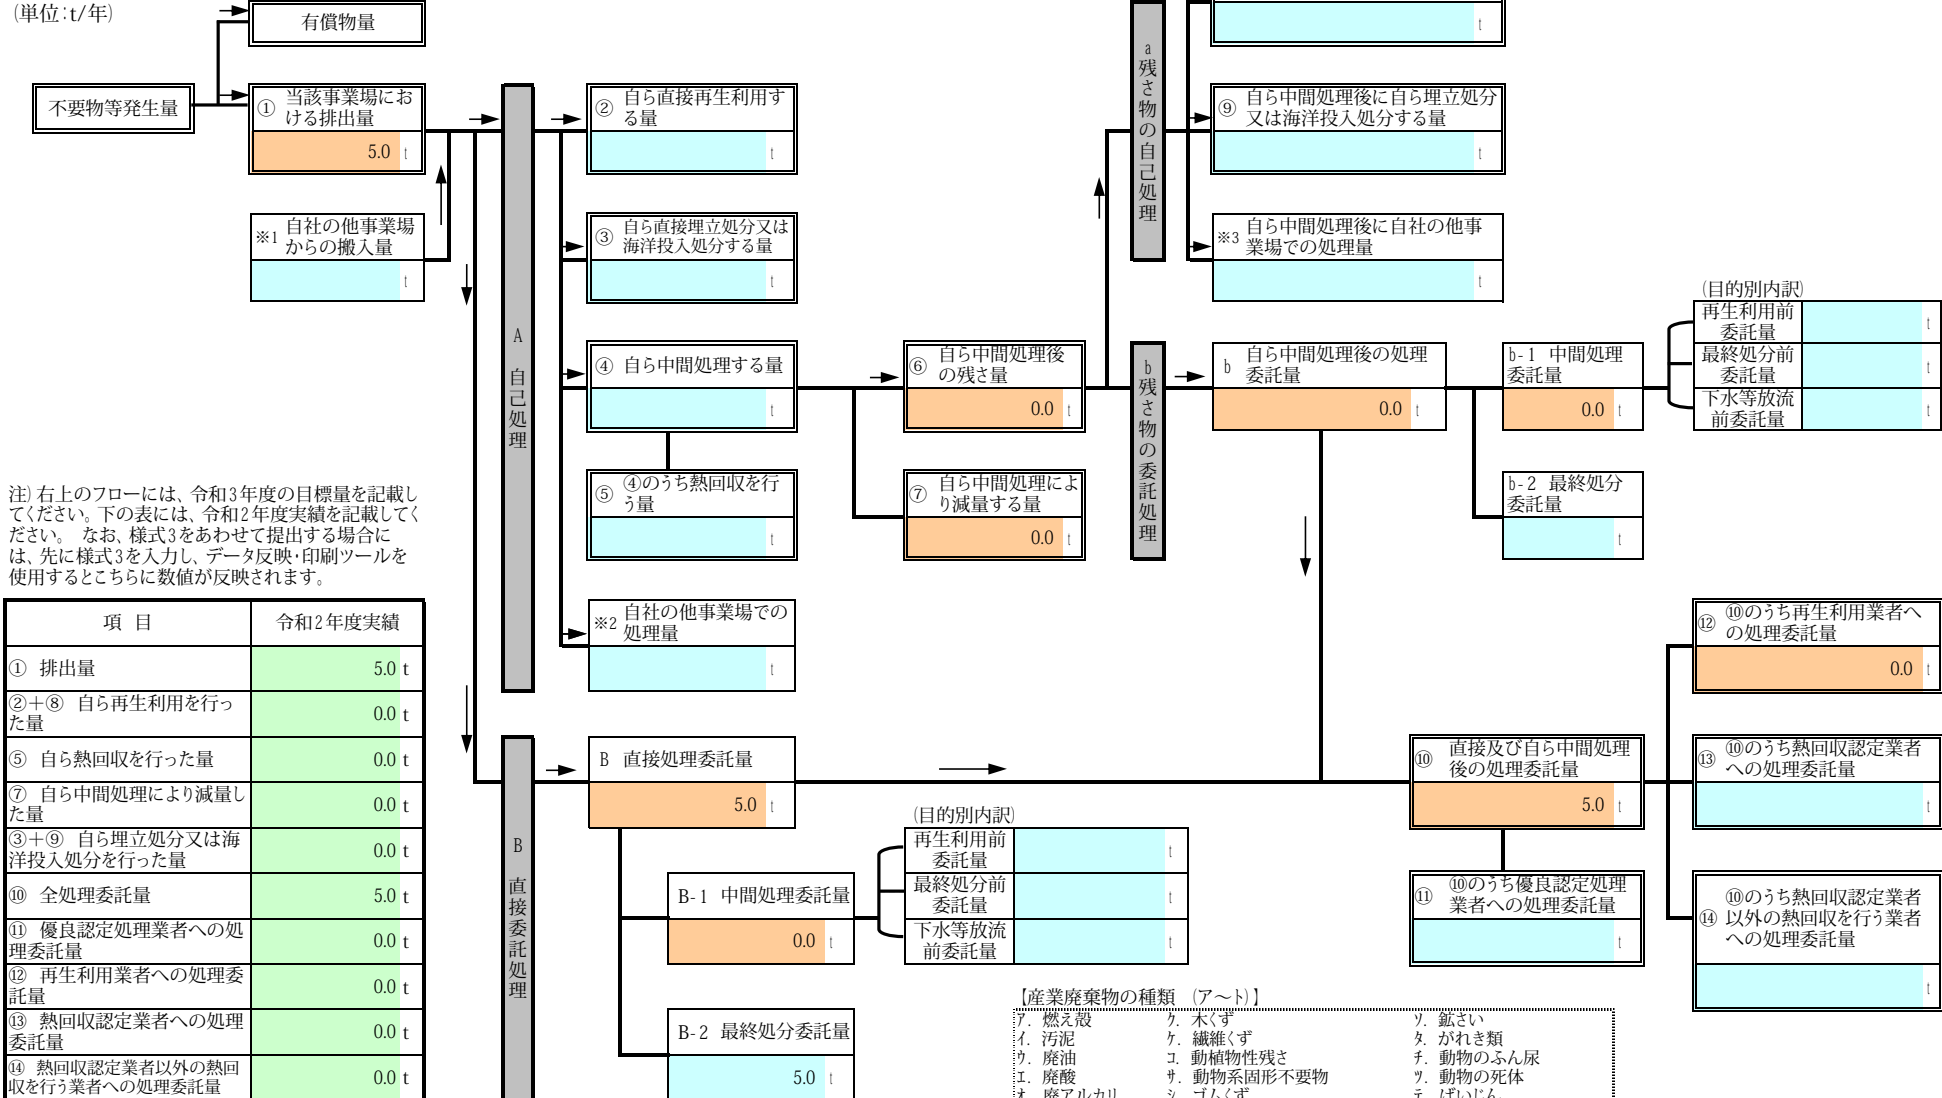 (単位:t/年)
有償物量
不要物等発生量
① 当該事業場にお
ける排出量
5.0 t
※1 自社の他事業場
からの搬入量
t
A 自己処理
② 自ら直接再生利用す
る量
t
③ 自ら直接埋立処分又は
海洋投入処分する量
t
④ 自ら中間処理する量
t
⑤ ④のうち熱回収を行
う量
t
※2 自社の他事業場での
処理量
t
⑥ 自ら中間処理後
の残さ量
0.0 t
⑦ 自ら中間処理によ
り減量する量
0.0 t
a 残さ物の自己処理
t
⑨ 自ら中間処理後に自ら埋立処分
又は海洋投入処分する量
t
※3 自ら中間処理後に自社の他事
業場での処理量
t
b 残さ物の委託処理
b 自ら中間処理後の処理
委託量
0.0 t
b-1 中間処理
委託量
0.0 t
(目的別内訳)
再生利用前
委託量
t
最終処分前
委託量
t
下水等放流
前委託量
t
b-2 最終処分
委託量
t
注)右上のフローには、令和3年度の目標量を記載し
てください。下の表には、令和2年度実績を記載してく
ださい。 なお、様式3をあわせて提出する場合に
は、先に様式3を入力し、データ反映・印刷ツールを
使用するとこちらに数値が反映されます。
項 目 令和2年度実績
① 排出量 5.0 t
②+⑧ 自ら再生利用を行っ
た量 0.0 t
⑤ 自ら熱回収を行った量 0.0 t
⑦ 自ら中間処理により減量し
た量 0.0 t
③+⑨ 自ら埋立処分又は海
洋投入処分を行った量 0.0 t
⑩ 全処理委託量 5.0 t
⑪ 優良認定処理業者への処
理委託量 0.0 t
⑫ 再生利用業者への処理委
託量 0.0 t
⑬ 熱回収認定業者への処理
委託量 0.0 t
⑭ 熱回収認定業者以外の熱回
収を行う業者への処理委託量 0.0 t
B 直接委託処理
B 直接処理委託量
5.0 t
B-1 中間処理委託量
0.0 t
(目的別内訳)
再生利用前
委託量
t
最終処分前
委託量
t
下水等放流
前委託量
t
B-2 最終処分委託量
5.0 t
⑩ 直接及び自ら中間処理
後の処理委託量
5.0 t
⑪ ⑩のうち優良認定処理
業者への処理委託量
t
⑫ ⑩のうち再生利用業者へ
の処理委託量
0.0 t
⑬ ⑩のうち熱回収認定業者
への処理委託量
t
⑭ ⑩のうち熱回収認定業者
以外の熱回収を行う業者
への処理委託量
t
【産業廃棄物の種類 (ア～ト)】
ア. 燃え殻 ク. 木くず ソ. 鉱さい
イ. 汚泥 ケ. 繊維くず タ. がれき類
ウ. 廃油 コ. 動植物性残さ チ. 動物のふん尿
エ. 廃酸 サ. 動物系固形不要物 ツ. 動物の死体
オ. 廃アルカリ シ. ゴムくず テ. ばいじん